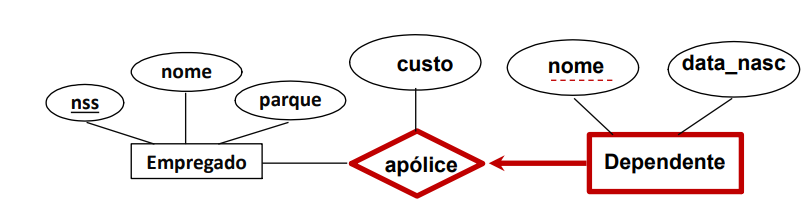 nss
nome
parque
custo
nome
data_nasc
Empregado
apólice
Dependente